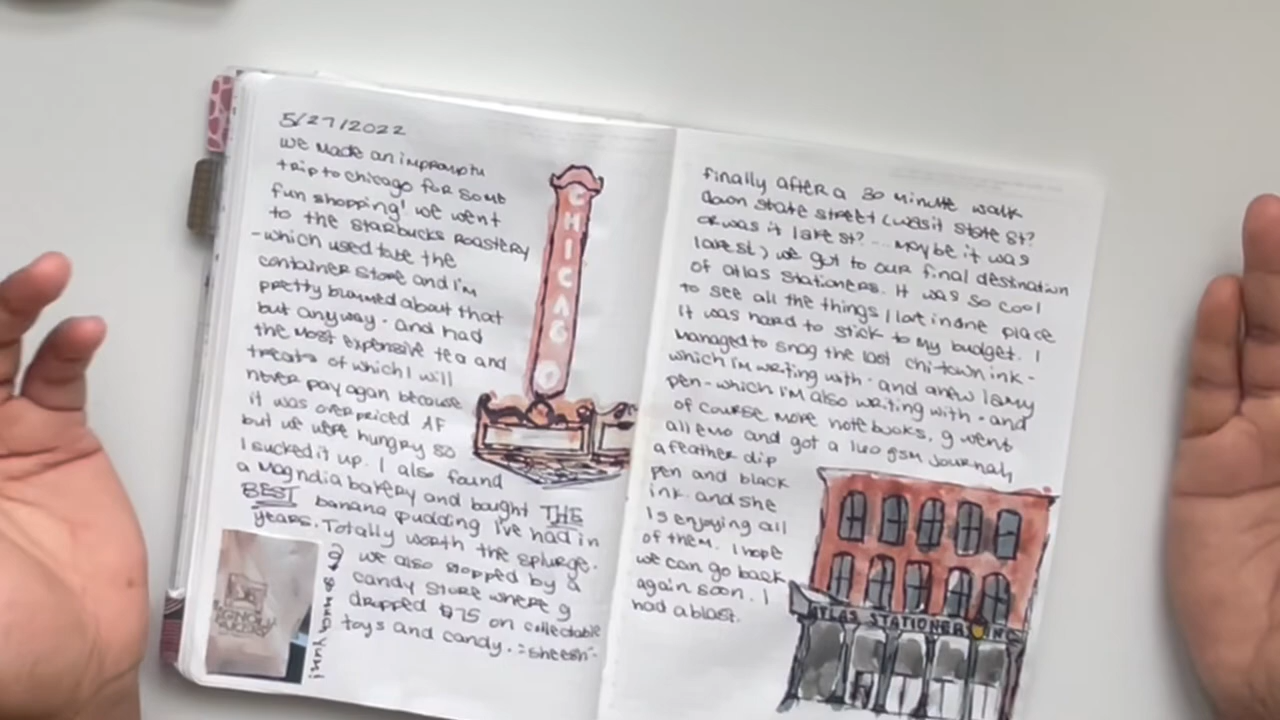 5/27/2022
we made an impromptu
trip to chicago for some
fun shopping! we went
to the starbucks roastery
-which used to be the
container store and i'm
pretty bummed about that
but anyway- and had
the most expensive tea and
treats of which I will
never pay again because
it was overpriced AF
but we were hungry so
I sucked it up. I also found
a Magnolia bakery and bought THE
BEST banana pudding i've had in
years. Totally worth the splurge.
we also stopped by a
candy store where g
dropped $75 on collectable
toys and candy. -sheesh-
so much yum!
MAGNOLIA
BAKERY
CHICAGO
finally after a 30 minute walk
down state street (was it state st?
or was it lake st? ... maybe it was
lake st) we got to our final destination
of atlas stationers. it was so cool
to see all the things I love in one place
it was hard to stick to my budget. I
managed to snag the last chi-town ink-
which i'm writing with- and a new lamy
pen- which i'm also writing with- and
of course more notebooks. g went
all emo and got a 160 gsm journal,
a feather dip
pen and black
ink. and she
is enjoying all
of them. I hope
we can go back
again soon. I
had a blast.
ATLAS STATIONERS INC